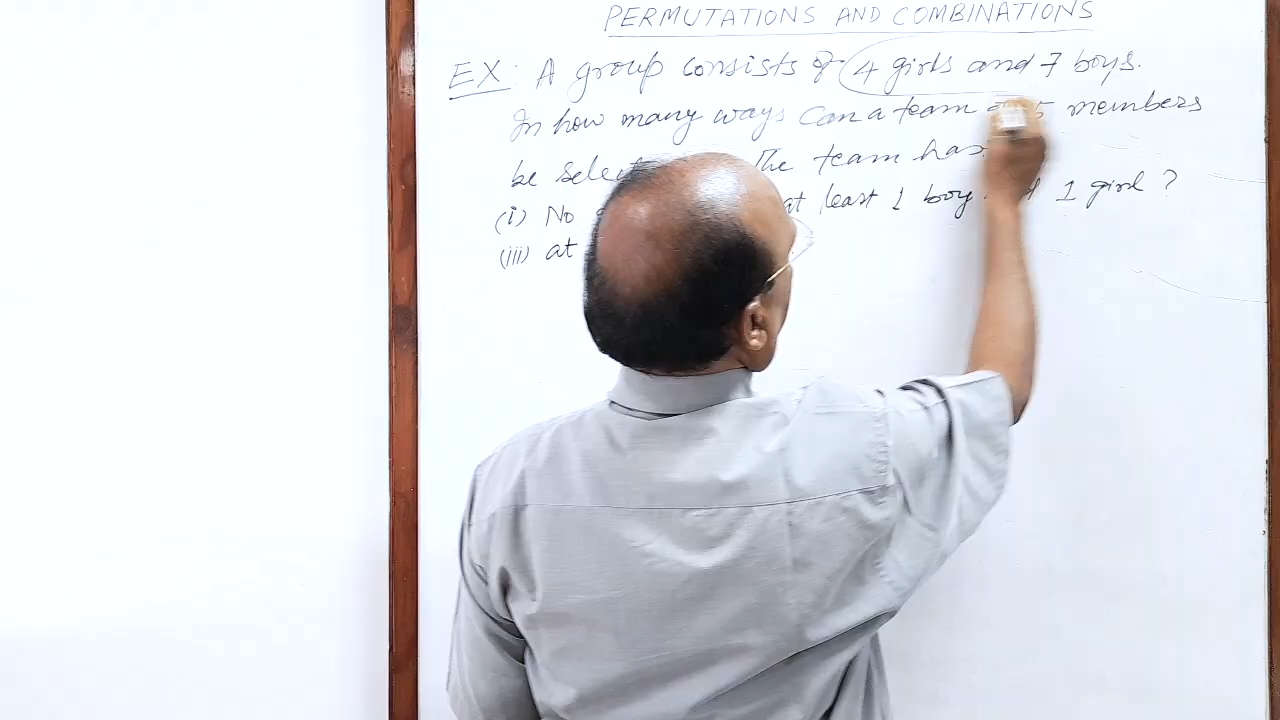 PERMUTATIONS AND COMBINATIONS
EX: A group consists of 4 girls and 7 boys.
In how many ways can a team 5 members
be selec The team has
(i) No at least 1 boy 1 girl ?
(iii) at